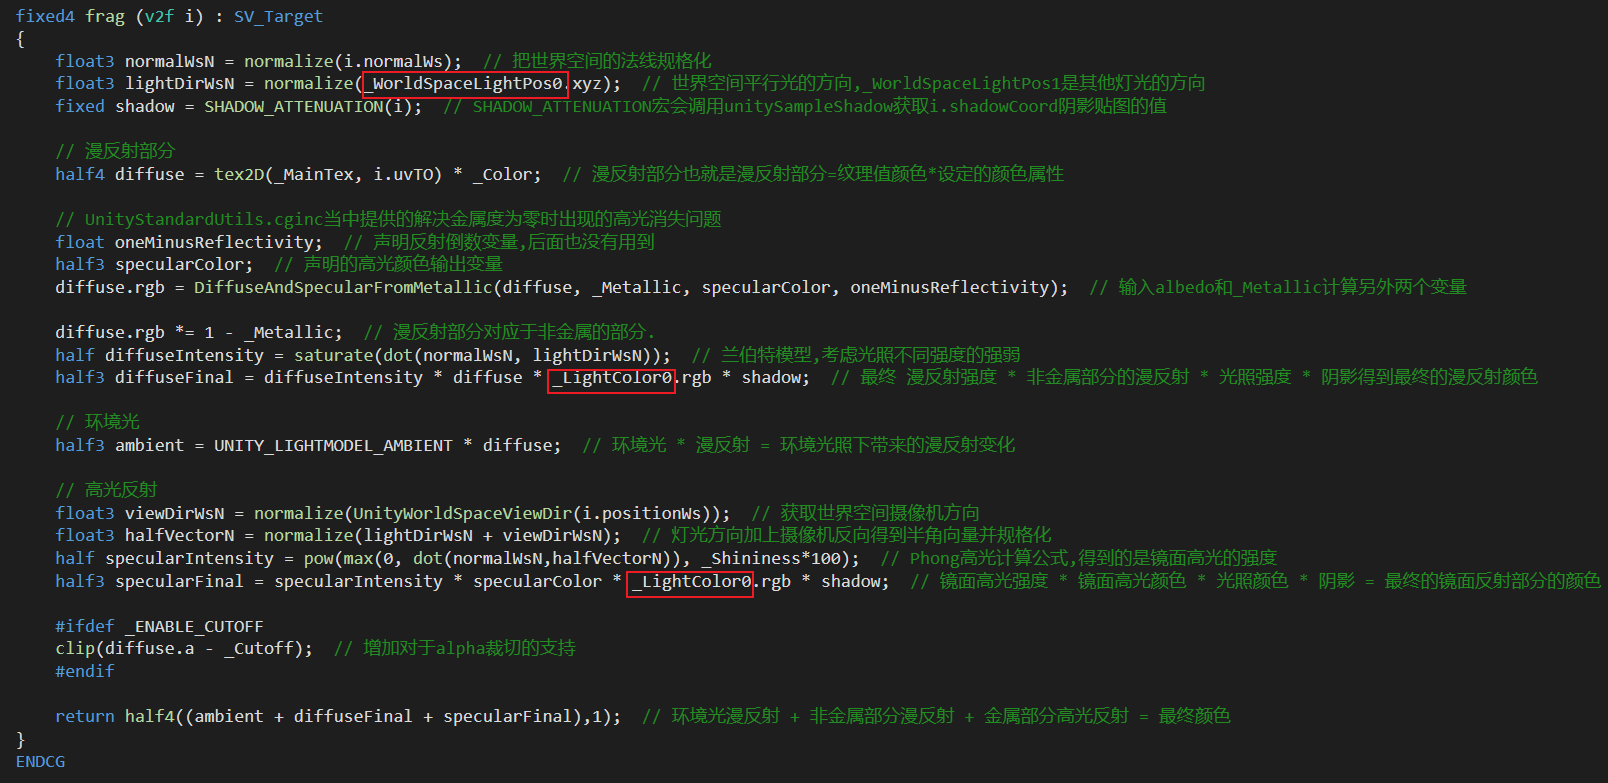 fixed4 frag (v2f i) : SV_Target
{
float3 normalWsN = normalize(i.normalWs);  // 把世界空间的法线规格化
float3 lightDirWsN = normalize(_WorldSpaceLightPos0.xyz);  // 世界空间平行光的方向,_WorldSpaceLightPos1是其他灯光的方向
fixed shadow = SHADOW_ATTENUATION(i);  // SHADOW_ATTENUATION宏会调用unitySampleShadow获取i.shadowCoord阴影贴图的值
// 漫反射部分
half4 diffuse = tex2D(_MainTex, i.uvTO) * _Color;  // 漫反射部分也就是漫反射部分=纹理值颜色*设定的颜色属性
// UnityStandardUtils.cginc当中提供的解决金属度为零时出现的高光消失问题
float oneMinusReflectivity;  // 声明反射倒数变量,后面也没有用到
half3 specularColor;  // 声明的高光颜色输出变量
diffuse.rgb = DiffuseAndSpecularFromMetallic(diffuse, _Metallic, specularColor, oneMinusReflectivity);  // 输入albedo和_Metallic计算另外两个变量
diffuse.rgb *= 1 - _Metallic;  // 漫反射部分对应于非金属的部分.
half diffuseIntensity = saturate(dot(normalWsN, lightDirWsN));  // 兰伯特模型,考虑光照不同强度的强弱
half3 diffuseFinal = diffuseIntensity * diffuse * _LightColor0.rgb * shadow;  // 最终 漫反射强度 * 非金属部分的漫反射 * 光照强度 * 阴影得到最终的漫反射颜色
// 环境光
half3 ambient = UNITY_LIGHTMODEL_AMBIENT * diffuse;  // 环境光 * 漫反射 = 环境光照下带来的漫反射变化
// 高光反射
float3 viewDirWsN = normalize(UnityWorldSpaceViewDir(i.positionWs));  // 获取世界空间摄像机方向
float3 halfVectorN = normalize(lightDirWsN + viewDirWsN);  // 灯光方向加上摄像机反向得到半角向量并规格化
half specularIntensity = pow(max(0, dot(normalWsN,halfVectorN)), _Shininess*100);  // Phong高光计算公式,得到的是镜面高光的强度
half3 specularFinal = specularIntensity * specularColor * _LightColor0.rgb * shadow;  // 镜面高光强度 * 镜面高光颜色 * 光照颜色 * 阴影 = 最终的镜面反射部分的颜色
#ifdef _ENABLE_CUTOFF
clip(diffuse.a - _Cutoff);  // 增加对于alpha裁切的支持
#endif
return half4((ambient + diffuseFinal + specularFinal),1);  // 环境光漫反射 + 非金属部分漫反射 + 金属部分高光反射 = 最终颜色
}
ENDCG